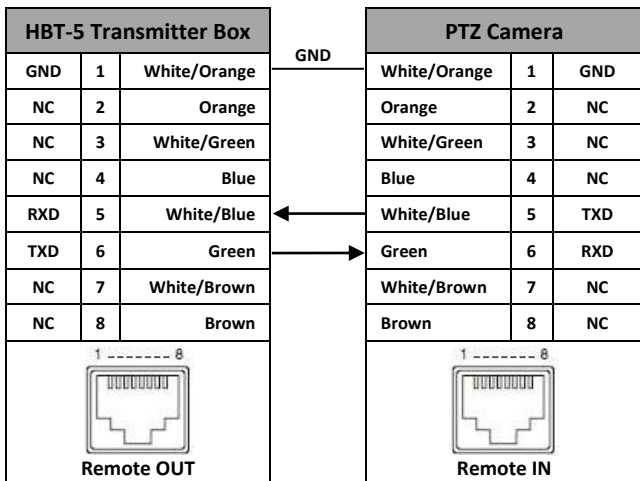 HBT-5 Transmitter Box PTZ Camera
GND
GND 1 White/Orange White/Orange 1 GND
NC 2 Orange Orange 2 NC
NC 3 White/Green White/Green 3 NC
NC 4 Blue Blue 4 NC
RXD 5 White/Blue White/Blue 5 TXD
TXD 6 Green Green 6 RXD
NC 7 White/Brown White/Brown 7 NC
NC 8 Brown Brown 8 NC
1 ------- 8 1 ------- 8
Remote OUT Remote IN